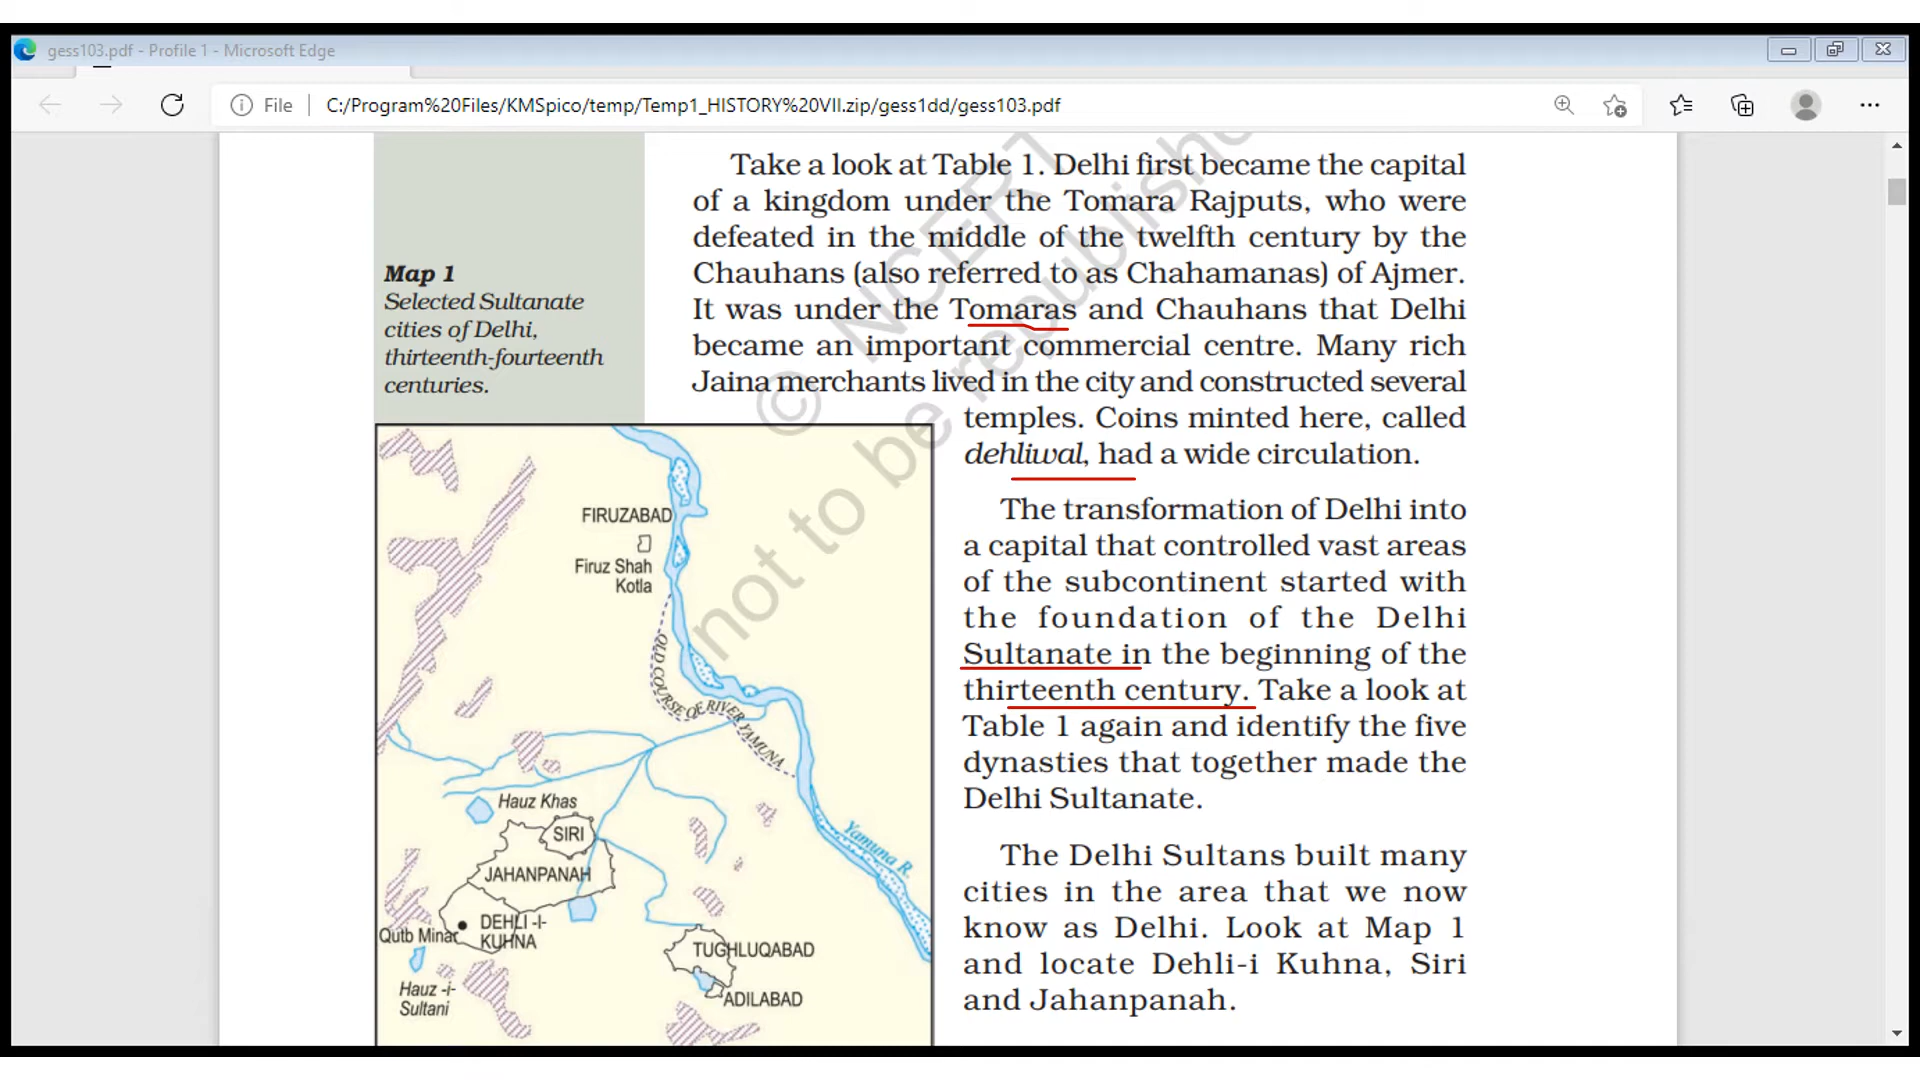 gess103.pdf - Profile 1 - Microsoft Edge
File C:/Program%20Files/KMSpico/temp/Temp1_HISTORY%20VII.zip/gess1dd/gess103.pdf
Take a look at Table 1. Delhi first became the capital
of a kingdom under the Tomara Rajputs, who were
defeated in the middle of the twelfth century by the
Chauhans (also referred to as Chahamanas) of Ajmer.
It was under the Tomaras and Chauhans that Delhi
became an important commercial centre. Many rich
Jaina merchants lived in the city and constructed several
temples. Coins minted here, called
dehliwal, had a wide circulation.
The transformation of Delhi into
a capital that controlled vast areas
of the subcontinent started with
the foundation of the Delhi
Sultanate in the beginning of the
thirteenth century. Take a look at
Table 1 again and identify the five
dynasties that together made the
Delhi Sultanate.
The Delhi Sultans built many
cities in the area that we now
know as Delhi. Look at Map 1
and locate Dehli-i Kuhna, Siri
and Jahanpanah.
Map 1
Selected Sultanate
cities of Delhi,
thirteenth-fourteenth
centuries.
FIRUZABAD
Firuz Shah
Kotla
OLD COURSE OF RIVER YAMUNA
Hauz Khas
SIRI
JAHANPANAH
Yamuna R.
DEHLI -I-
KUHNA
Qutb Minar
TUGHLUQABAD
Hauz -i-
Sultani
ADILABAD
© NCERT
not to be republishe